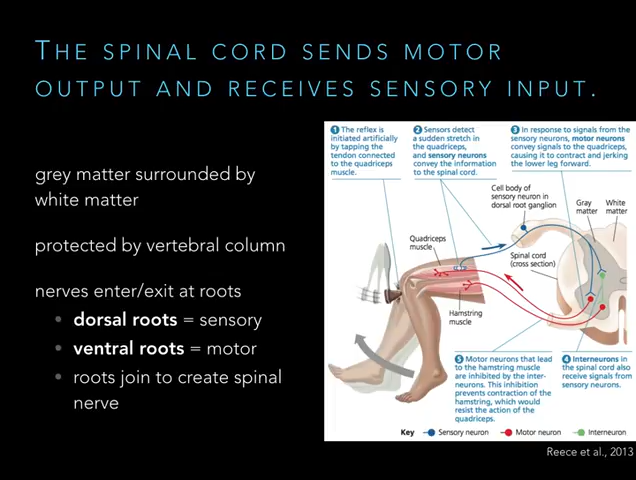 THE SPINAL CORD SENDS MOTOR
OUTPUT AND RECEIVES SENSORY INPUT.
grey matter surrounded by
white matter
protected by vertebral column
nerves enter/exit at roots
• dorsal roots = sensory
• ventral roots = motor
• roots join to create spinal
nerve
1 The reflex is
initiated artificially
by tapping the
tendon connected
to the quadriceps
muscle.
2 Sensors detect
a sudden stretch in
the quadriceps,
and sensory neurons
convey the information
to the spinal cord.
3 In response to signals from the
sensory neurons, motor neurons
convey signals to the quadriceps,
causing it to contract and jerking
the lower leg forward.
Cell body of
sensory neuron in
dorsal root ganglion
Gray
matter
White
matter
Quadriceps
muscle
Spinal cord
(cross section)
Hamstring
muscle
5 Motor neurons that lead
to the hamstring muscle
are inhibited by the inter-
neurons. This inhibition
prevents contraction of the
hamstring, which would
resist the action of the
quadriceps.
4 Interneurons in
the spinal cord also
receive signals from
sensory neurons.
Key Sensory neuron Motor neuron Interneuron
Reece et al., 2013